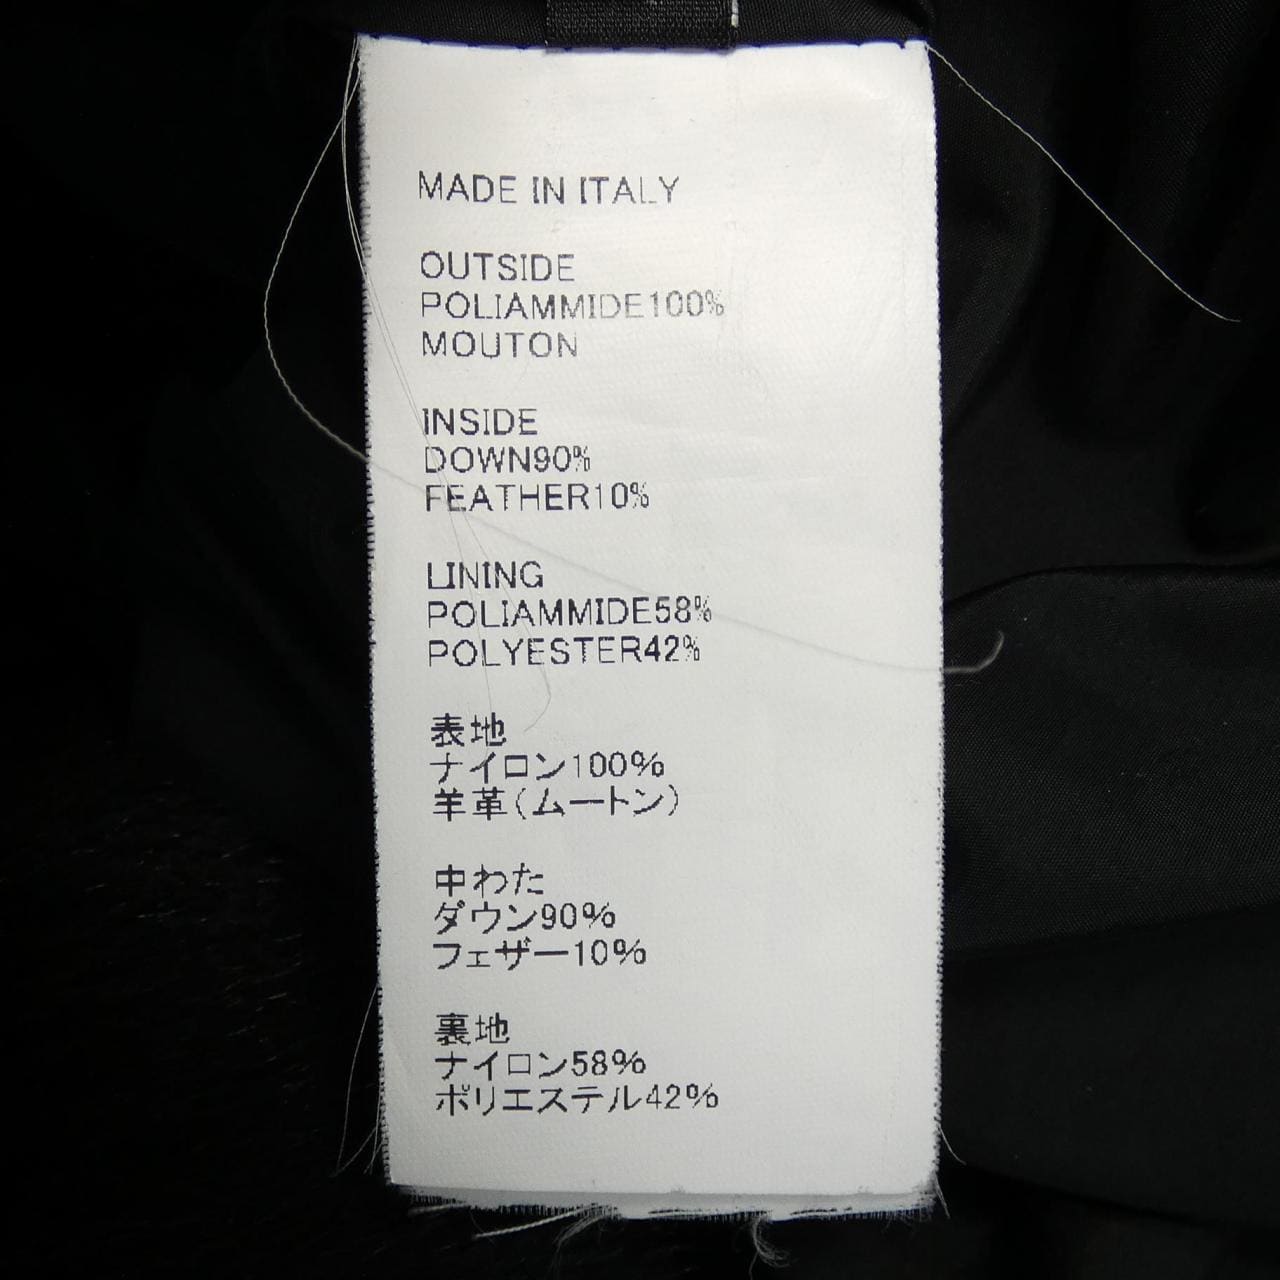 MADE IN ITALY
OUTSIDE
POLIAMMIDE100%
MOUTON
INSIDE
DOWN90%
FEATHER10%
LINING
POLIAMMIDE58%
POLYESTER42%
表地
ナイロン100%
羊革(ムートン)
中わた
ダウン90%
フェザー10%
裏地
ナイロン58%
ポリエステル42%